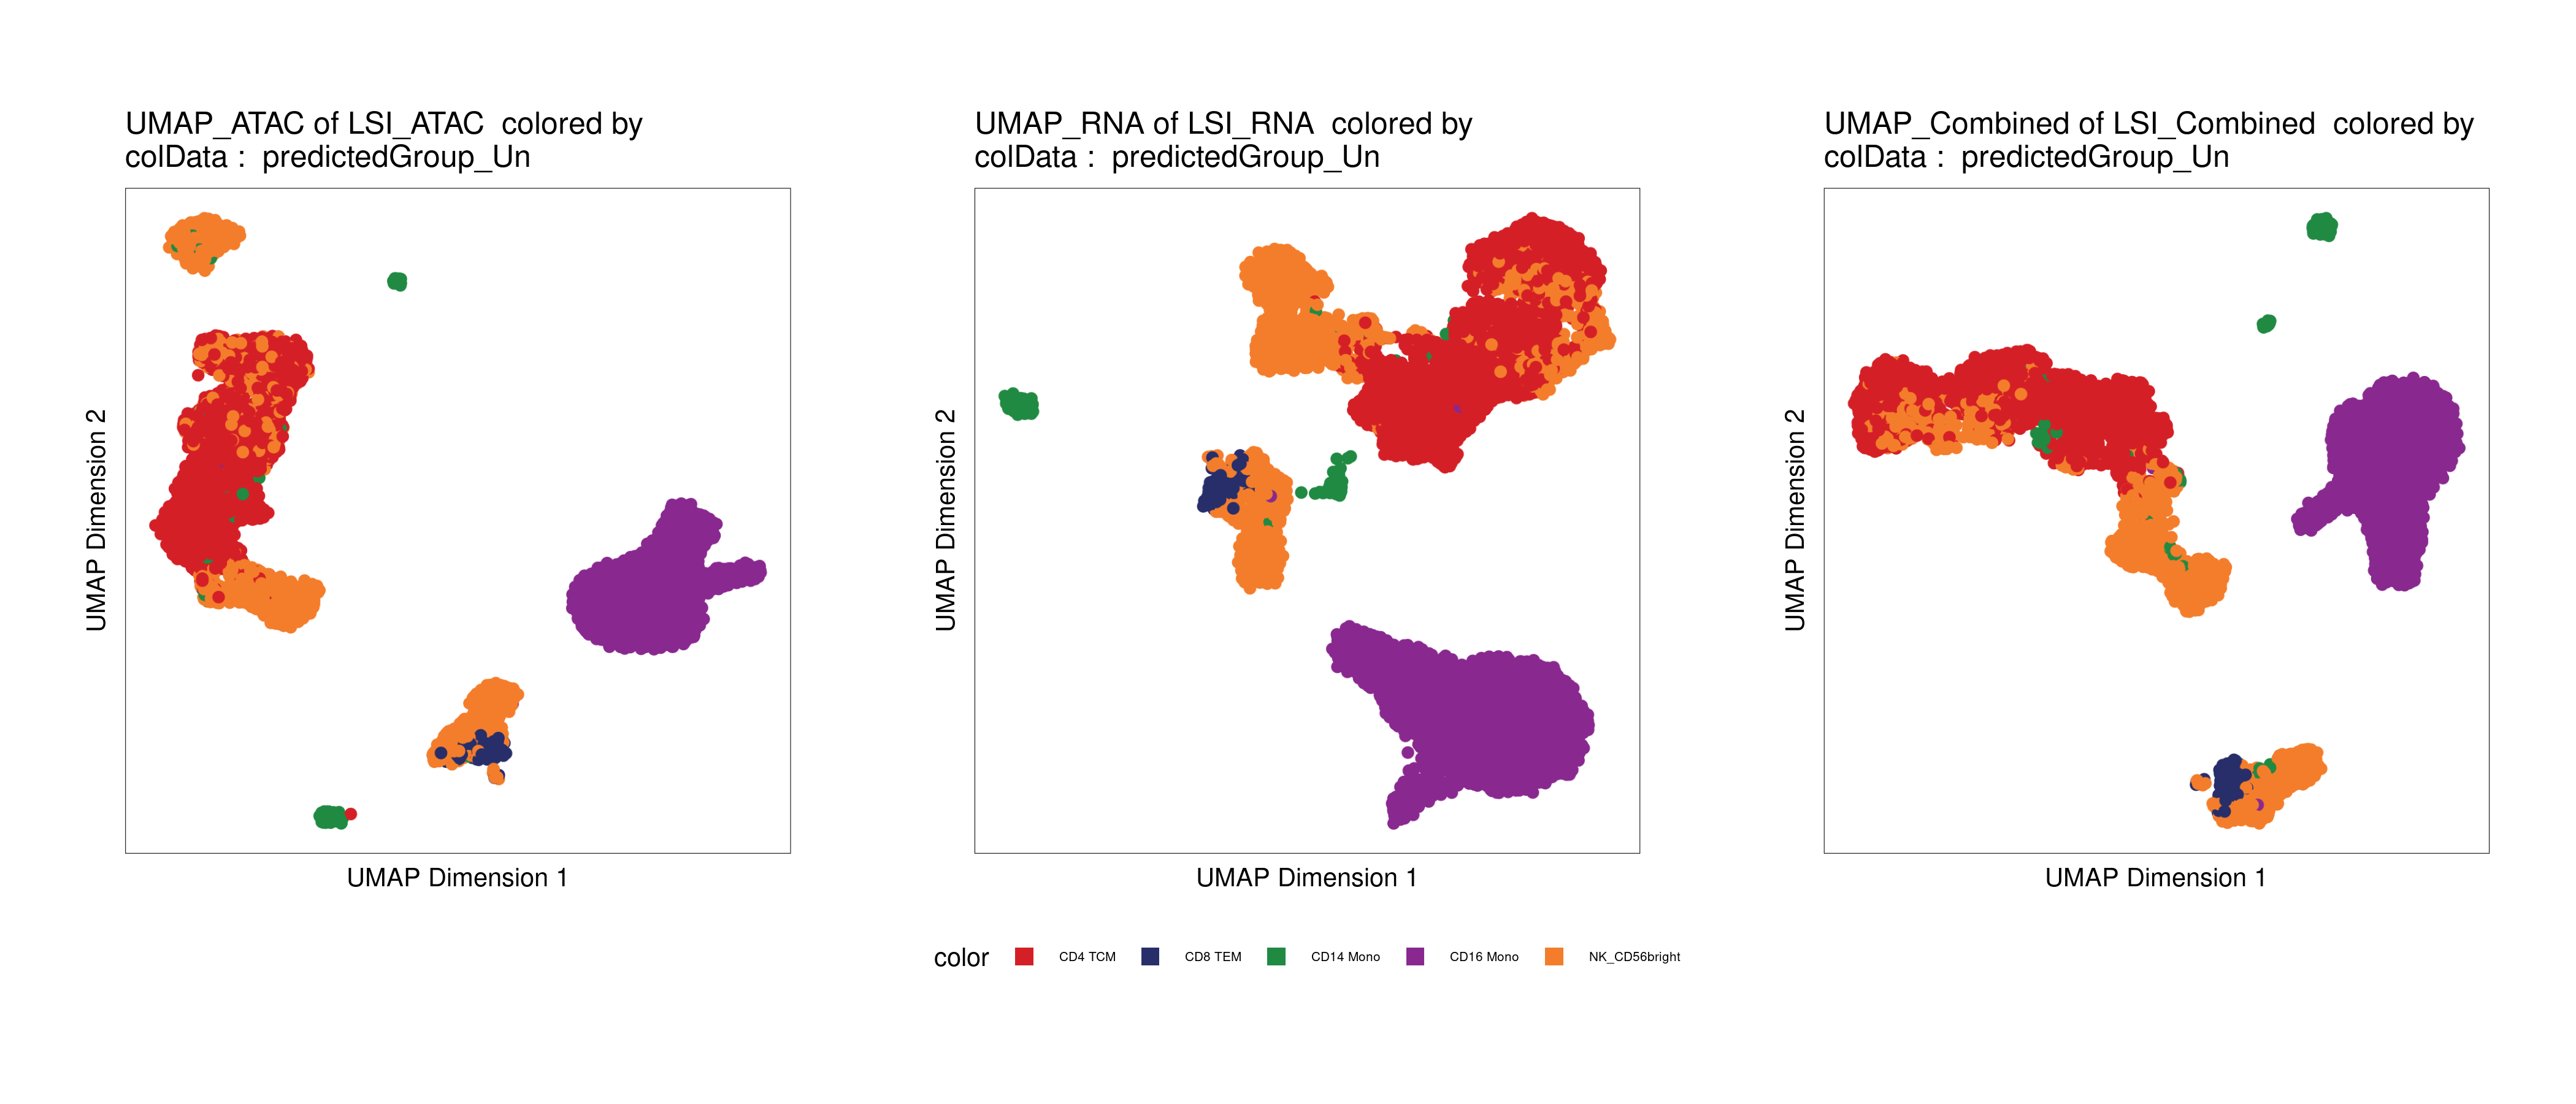 UMAP_ATAC of LSI_ATAC  colored by
colData :  predictedGroup_Un
UMAP Dimension 2
UMAP Dimension 1
UMAP_RNA of LSI_RNA  colored by
colData :  predictedGroup_Un
UMAP Dimension 2
UMAP Dimension 1
UMAP_Combined of LSI_Combined  colored by
colData :  predictedGroup_Un
UMAP Dimension 2
UMAP Dimension 1
color CD4 TCM CD8 TEM CD14 Mono CD16 Mono NK_CD56bright